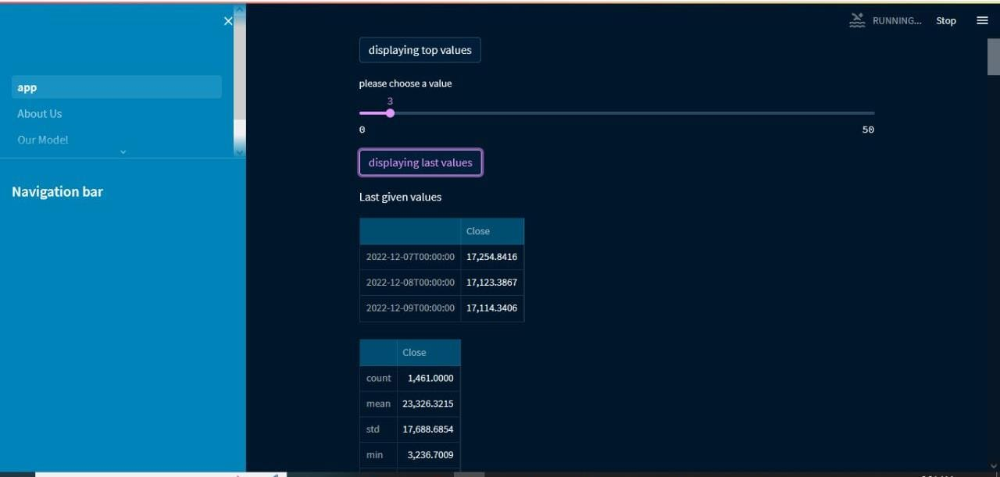 ×
RUNNING... Stop
displaying top values
app
please choose a value
3
About Us
0 50
Our Model
displaying last values
Navigation bar
Last given values
Close
2022-12-07T00:00:00 17,254.8416
2022-12-08T00:00:00 17,123.3867
2022-12-09T00:00:00 17,114.3406
Close
count 1,461.0000
mean 23,326.3215
std 17,688.6854
min 3,236.7009